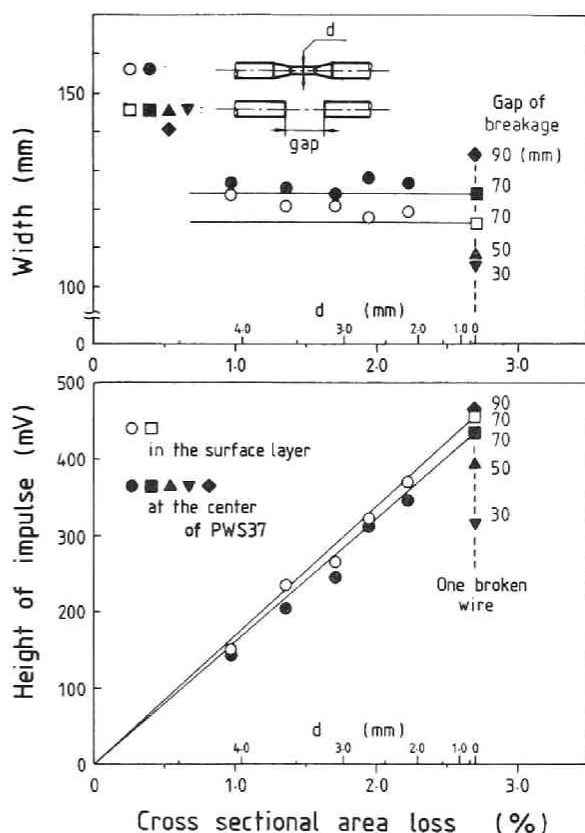 d
gap
Gap of
breakage
150
90 (mm)
70
70
50
30
100
0
Width (mm)
d (mm)
4·0 3·0 2·0 1·0 0
0 1.0 2.0 3.0
500
400
300
200
100
0
Height of impulse (mV)
in the surface layer
at the center
of PWS37
90
70
70
50
30
One broken
wire
d (mm)
4·0 3·0 2·0 1·0 0
0 1.0 2.0 3.0
Cross sectional area loss (%)